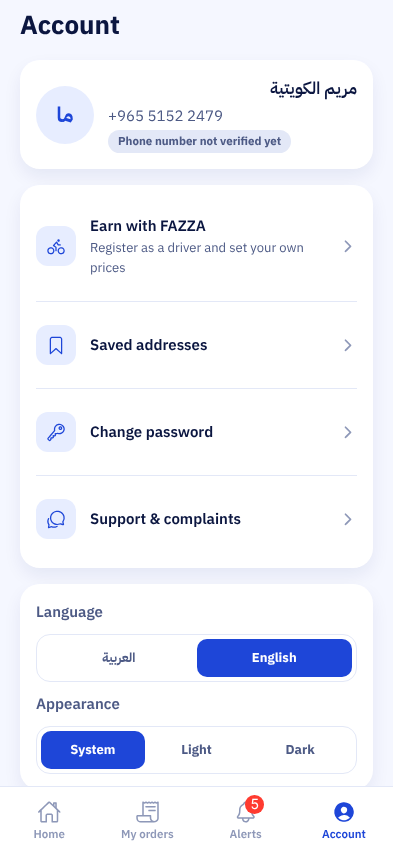 Account
مريم الكويتية
ما
+965 5152 2479
Phone number not verified yet
Earn with FAZZA
Register as a driver and set your own
prices
Saved addresses
Change password
Support & complaints
Language
العربية
English
Appearance
System
Light
Dark
5
Home
My orders
Alerts
Account